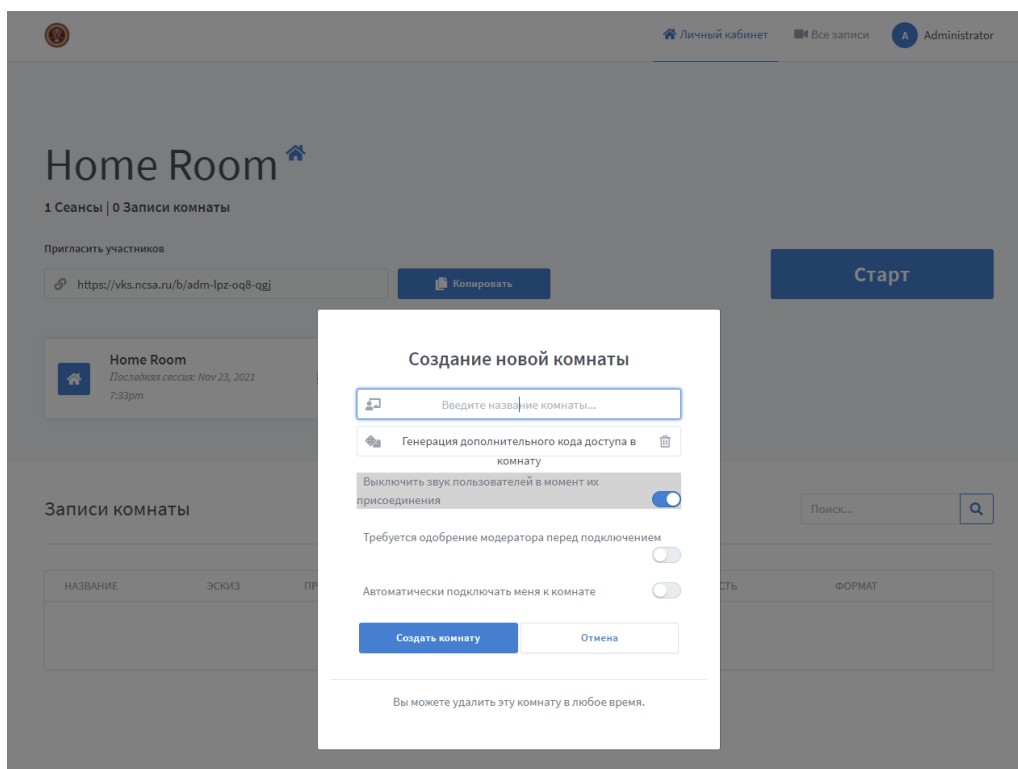 Личный кабинет
Все записи
A
Administrator
Home Room
1 Сеансы | 0 Записи комнаты
Пригласить участников
https://vks.ncsa.ru/b/adm-lpz-oq8-qgj
Копировать
Старт
Home Room
Последняя сессия: Nov 23, 2021
7:33pm
Создание новой комнаты
Введите название комнаты...
Генерация дополнительного кода доступа в
комнату
Выключить звук пользователей в момент их
присоединения
Требуется одобрение модератора перед подключением
Автоматически подключать меня к комнате
Создать комнату
Отмена
Вы можете удалить эту комнату в любое время.
Записи комнаты
Поиск...
НАЗВАНИЕ
ЭСКИЗ
ПР
СТЬ
ФОРМАТ